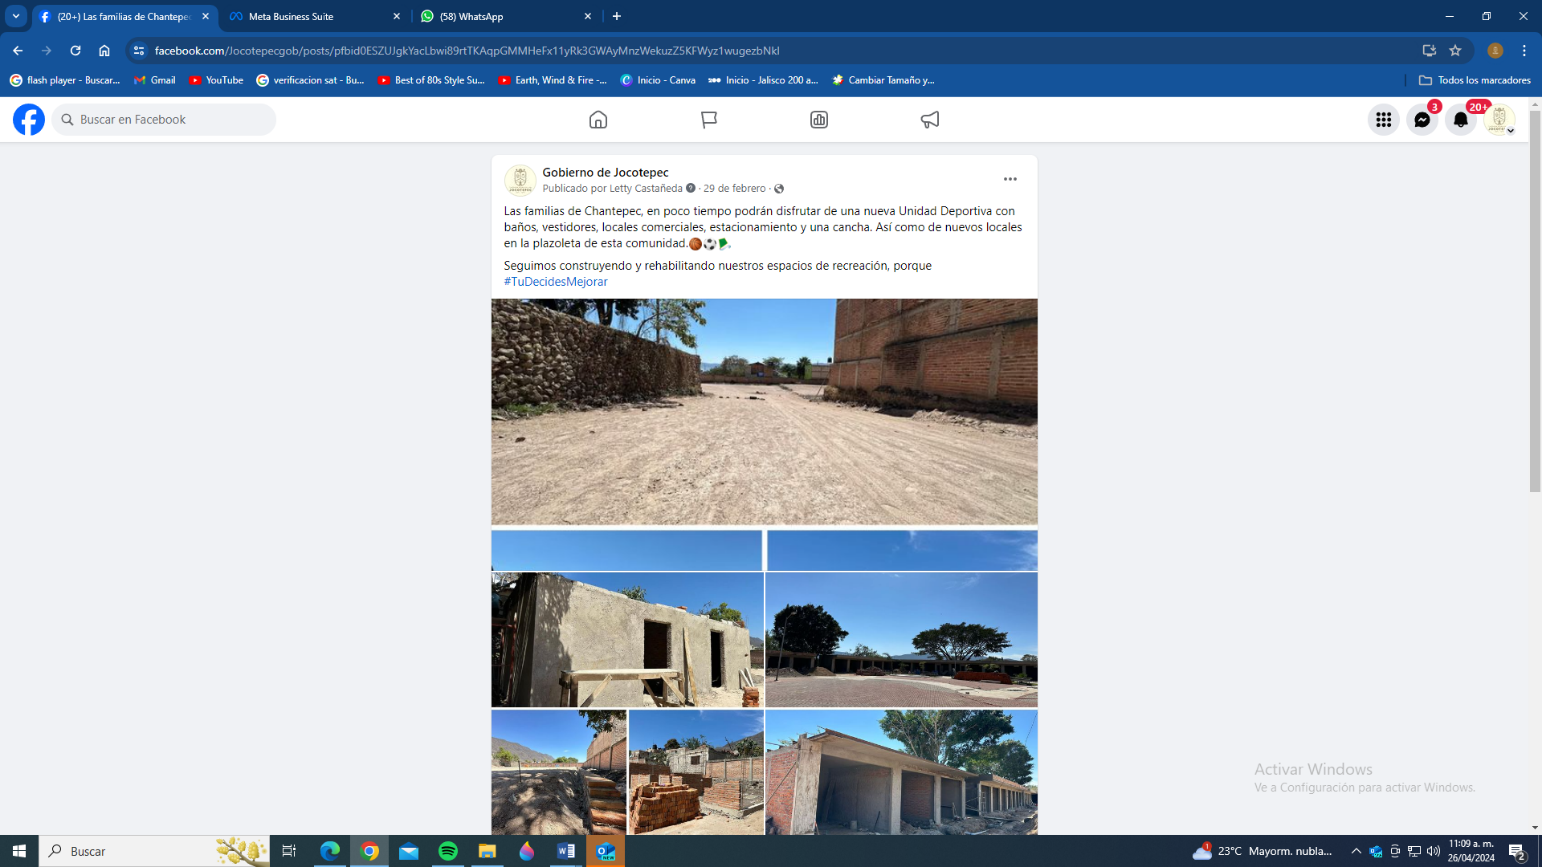 (20+) Las familias de Chantepec
Meta Business Suite
(58) WhatsApp
facebook.com/Jocotepecgob/posts/pfbid0ESZUJgkYacLbwi89rtTKAqpGMMHeFx11yRk3GWAyMnzWekuzZ5KFWyz1wugezbNkl
flash player - Buscar...
Gmail
YouTube
verificacion sat - Bu...
Best of 80s Style Su...
Earth, Wind & Fire -...
Inicio - Canva
Inicio - Jalisco 200 a...
Cambiar Tamaño y...
Todos los marcadores
Buscar en Facebook
3
20+
Gobierno de Jocotepec
Publicado por Letty Castañeda · 29 de febrero ·
Las familias de Chantepec, en poco tiempo podrán disfrutar de una nueva Unidad Deportiva con
baños, vestidores, locales comerciales, estacionamiento y una cancha. Así como de nuevos locales
en la plazoleta de esta comunidad.
Seguimos construyendo y rehabilitando nuestros espacios de recreación, porque
#TuDecidesMejorar
Activar Windows
Ve a Configuración para activar Windows.
Buscar
NEW
1
23°C Mayorm. nubla...
11:09 a. m.
26/04/2024
2